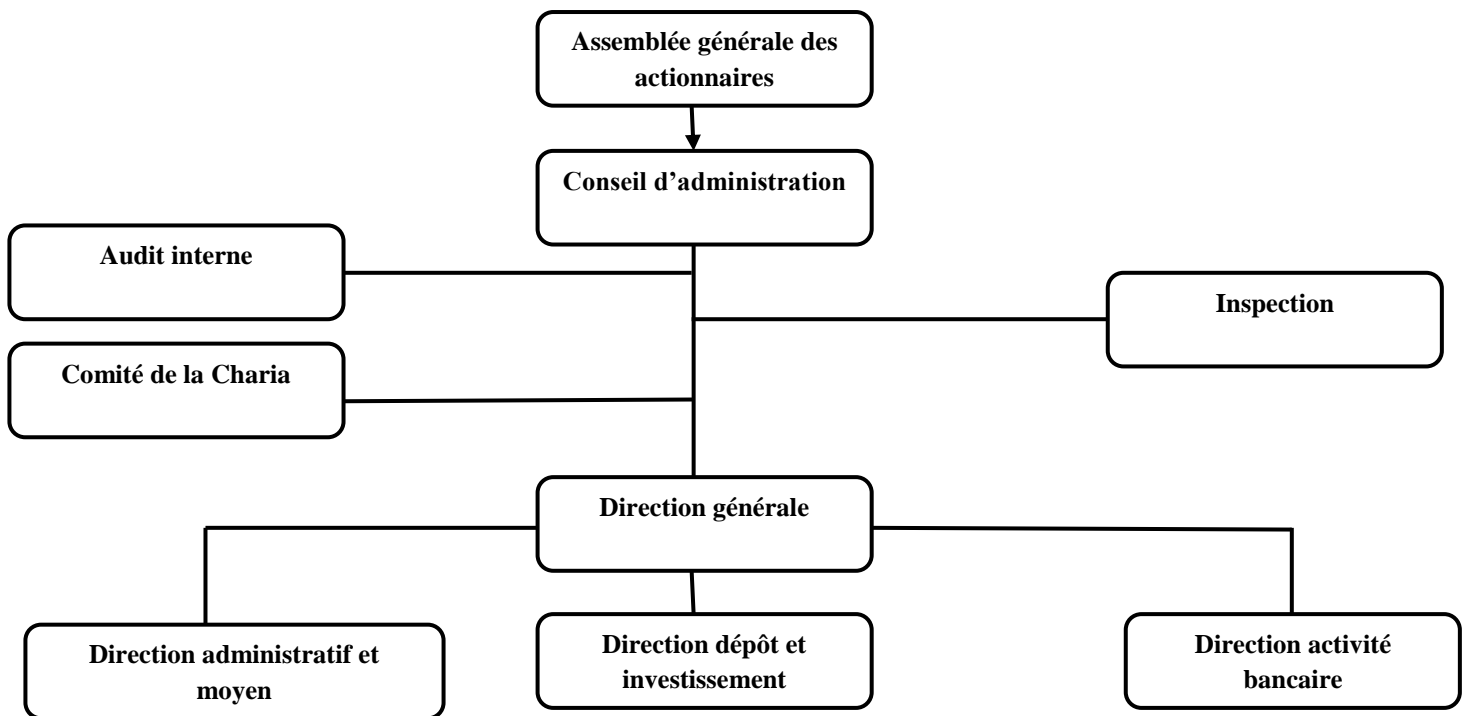 Assemblée générale des
actionnaires
Conseil d’administration
Audit interne
Inspection
Comité de la Charia
Direction générale
Direction administratif et
moyen
Direction dépôt et
investissement
Direction activité
bancaire